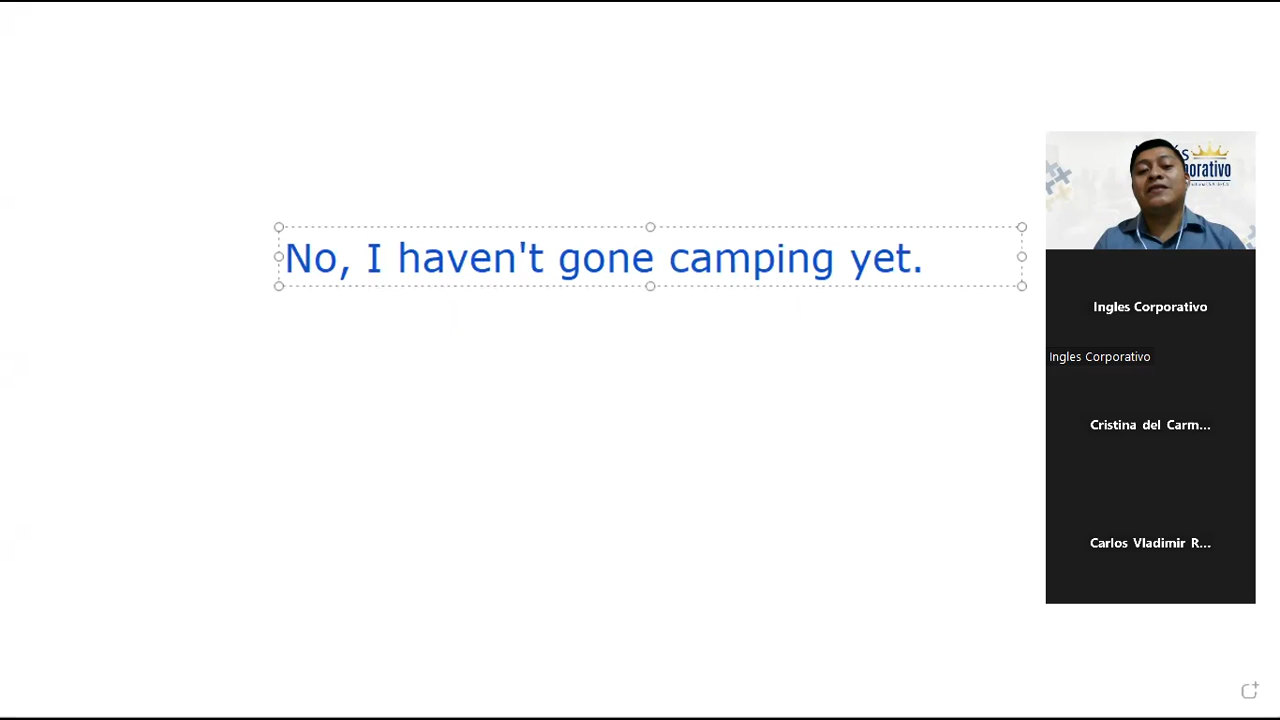 No, I haven't gone camping yet.
Ingles Corporativo
Ingles Corporativo
Cristina del Carm...
Carlos Vladimir R...